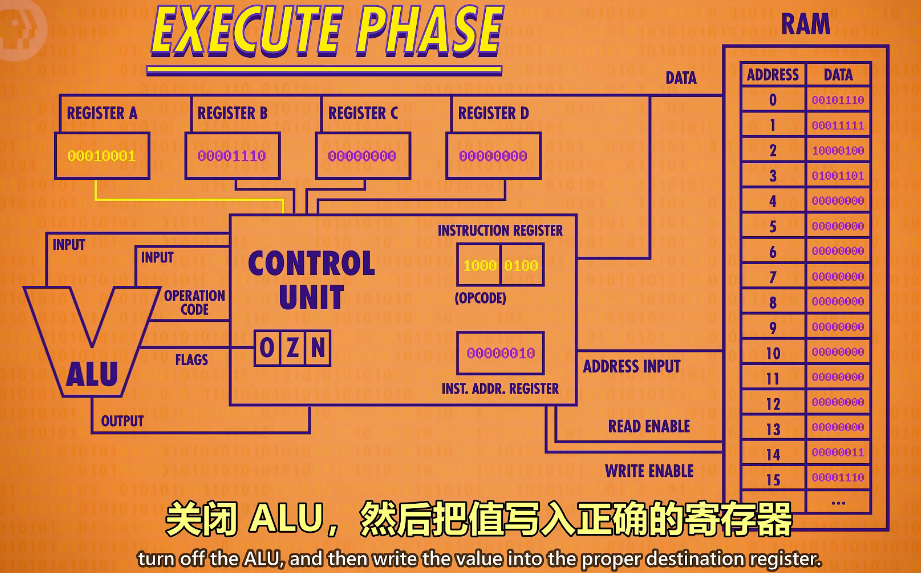 EXECUTE PHASE
RAM
DATA
ADDRESS DATA
0 00101110
1 00011111
2 10000100
3 01001101
4 00000000
5 00000000
6 00000000
7 00000000
8 00000000
9 00000000
10 00000000
11 00000000
12 00000000
13 00000000
14 00000011
15 00001110
...
REGISTER A
00010001
REGISTER B
00001110
REGISTER C
00000000
REGISTER D
00000000
CONTROL
UNIT
INSTRUCTION REGISTER
1000 0100
(OPCODE)
O Z N
00000010
INST. ADDR. REGISTER
INPUT
INPUT
OPERATION
CODE
FLAGS
ALU
OUTPUT
ADDRESS INPUT
READ ENABLE
WRITE ENABLE
关闭 ALU，然后把值写入正确的寄存器
turn off the ALU, and then write the value into the proper destination register.